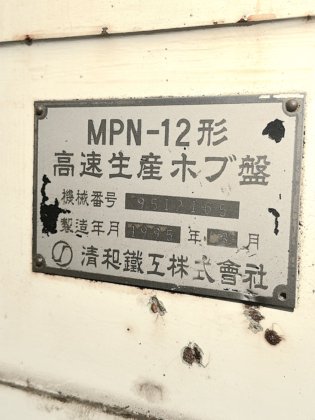 MPN-12形
高速生産ホブ盤
機械番号 9512165
製造年月 1995 年 月
清和鐵工株式會社